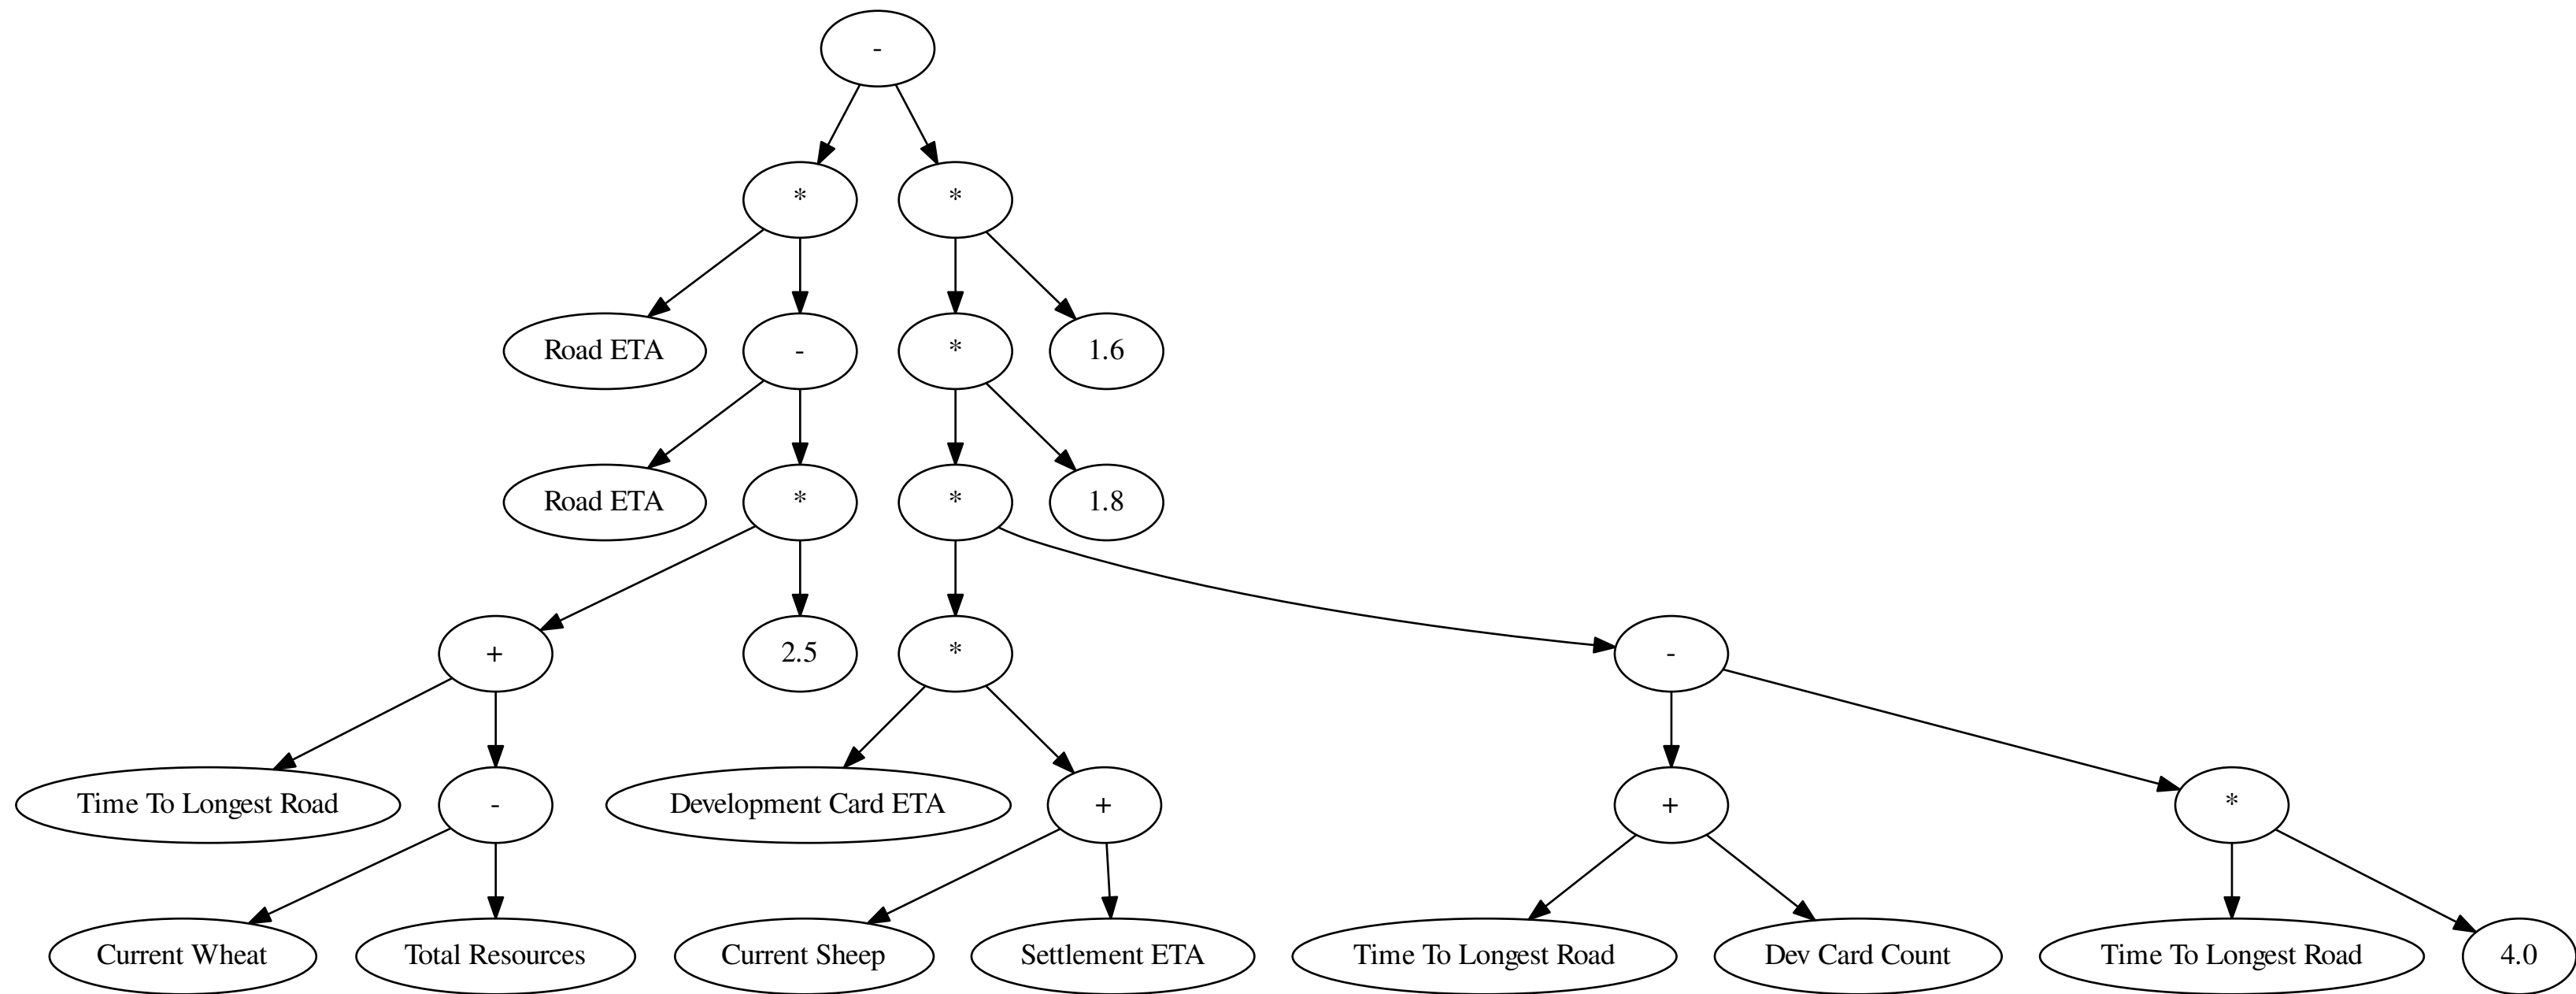 -
*
*
Road ETA
-
*
1.6
Road ETA
*
*
1.8
+
2.5
*
-
Time To Longest Road
-
Development Card ETA
+
+
*
Current Wheat
Total Resources
Current Sheep
Settlement ETA
Time To Longest Road
Dev Card Count
Time To Longest Road
4.0